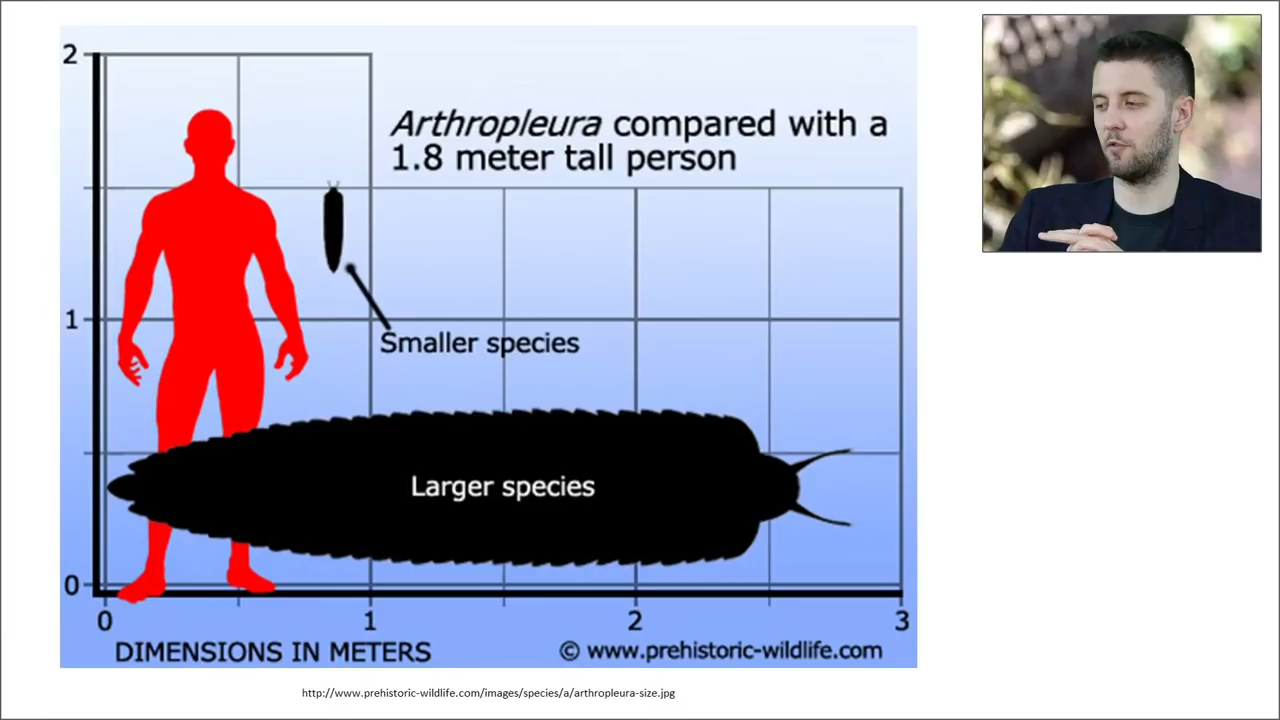 2
Arthropleura compared with a
1.8 meter tall person
1
Smaller species
Larger species
0
0 1 2 3
DIMENSIONS IN METERS © www.prehistoric-wildlife.com
http://www.prehistoric-wildlife.com/images/species/a/arthropleura-size.jpg